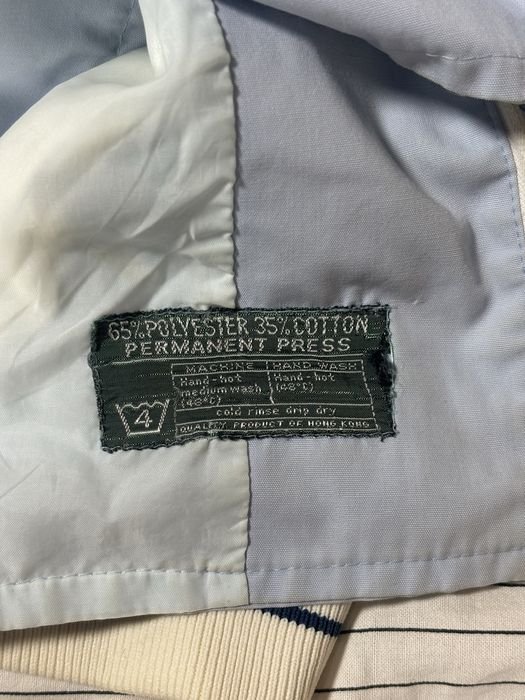 65% POLYESTER 35% COTTON
PERMANENT PRESS
MACHINE HAND WASH
Hand-hot Hand-hot
medium wash (48°C)
(48°C)
4
cold rinse drip dry
QUALITY PRODUCT OF HONG KONG